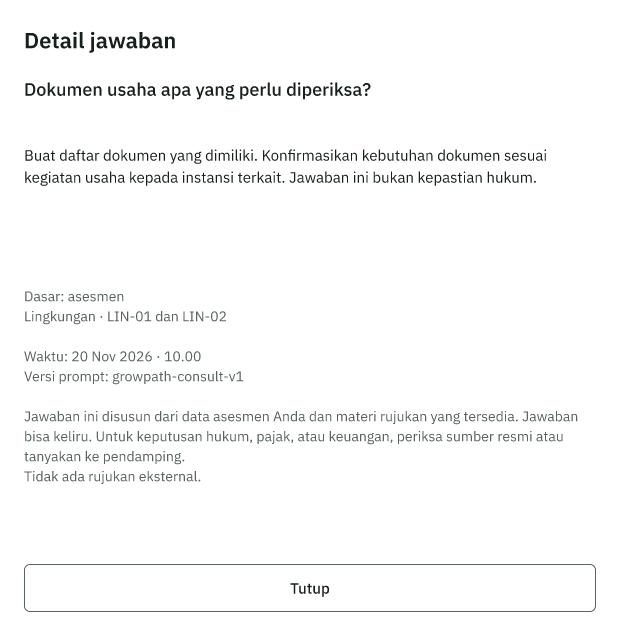 Detail jawaban
Dokumen usaha apa yang perlu diperiksa?
Buat daftar dokumen yang dimiliki. Konfirmasikan kebutuhan dokumen sesuai
kegiatan usaha kepada instansi terkait. Jawaban ini bukan kepastian hukum.
Dasar: asesmen
Lingkungan · LIN-01 dan LIN-02
Waktu: 20 Nov 2026 · 10.00
Versi prompt: growpath-consult-v1
Jawaban ini disusun dari data asesmen Anda dan materi rujukan yang tersedia. Jawaban
bisa keliru. Untuk keputusan hukum, pajak, atau keuangan, periksa sumber resmi atau
tanyakan ke pendamping.
Tidak ada rujukan eksternal.
Tutup